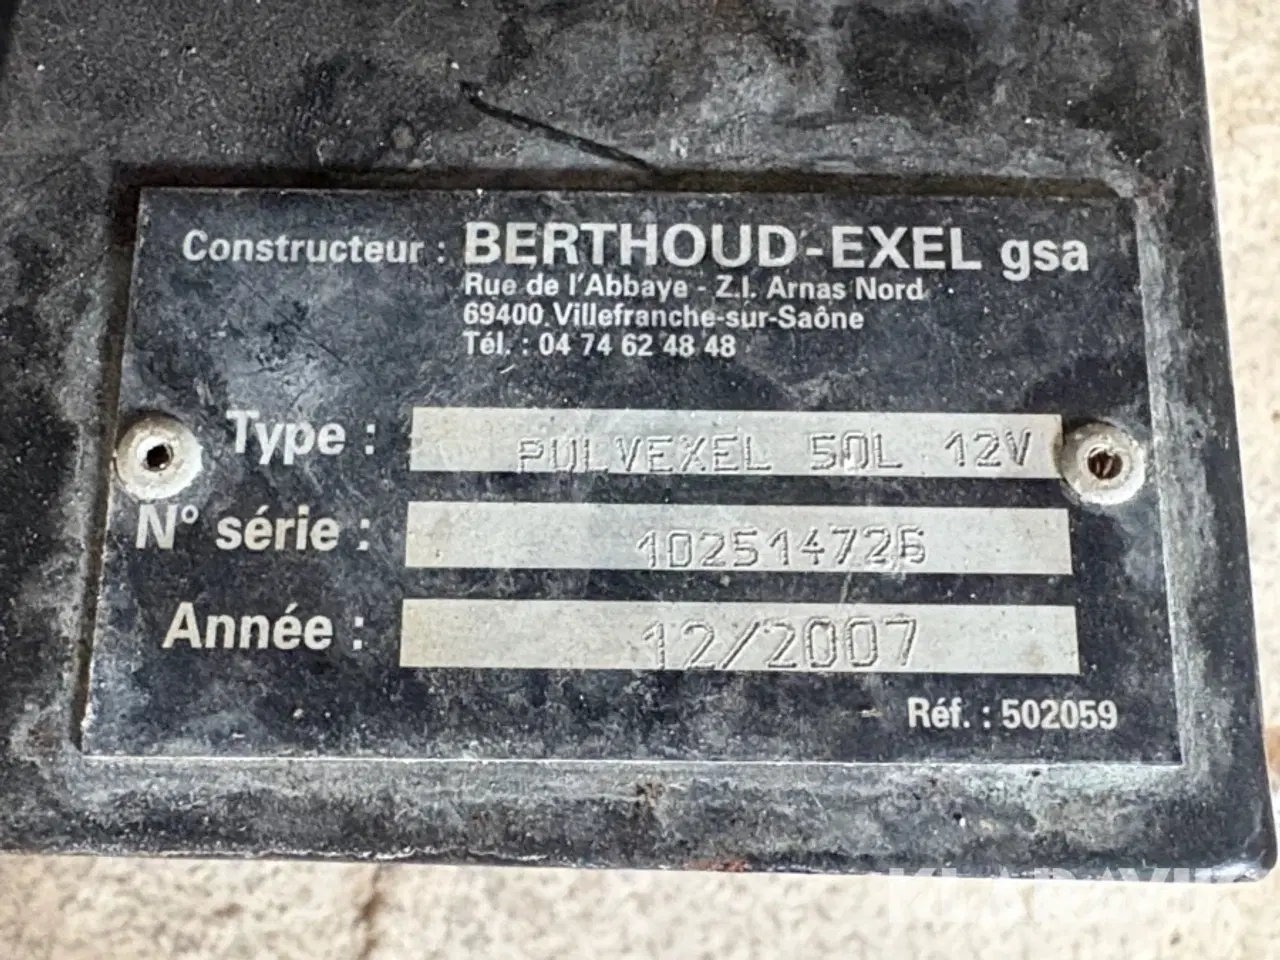 Constructeur : BERTHOUD-EXEL gsa
Rue de l'Abbaye - Z.I. Arnas Nord
69400 Villefranche-sur-Saône
Tél. : 04 74 62 48 48
Type : PULVEXEL 50L 12V
N° série : 102514726
Année : 12/2007
Réf. : 502059
KLARAVIK